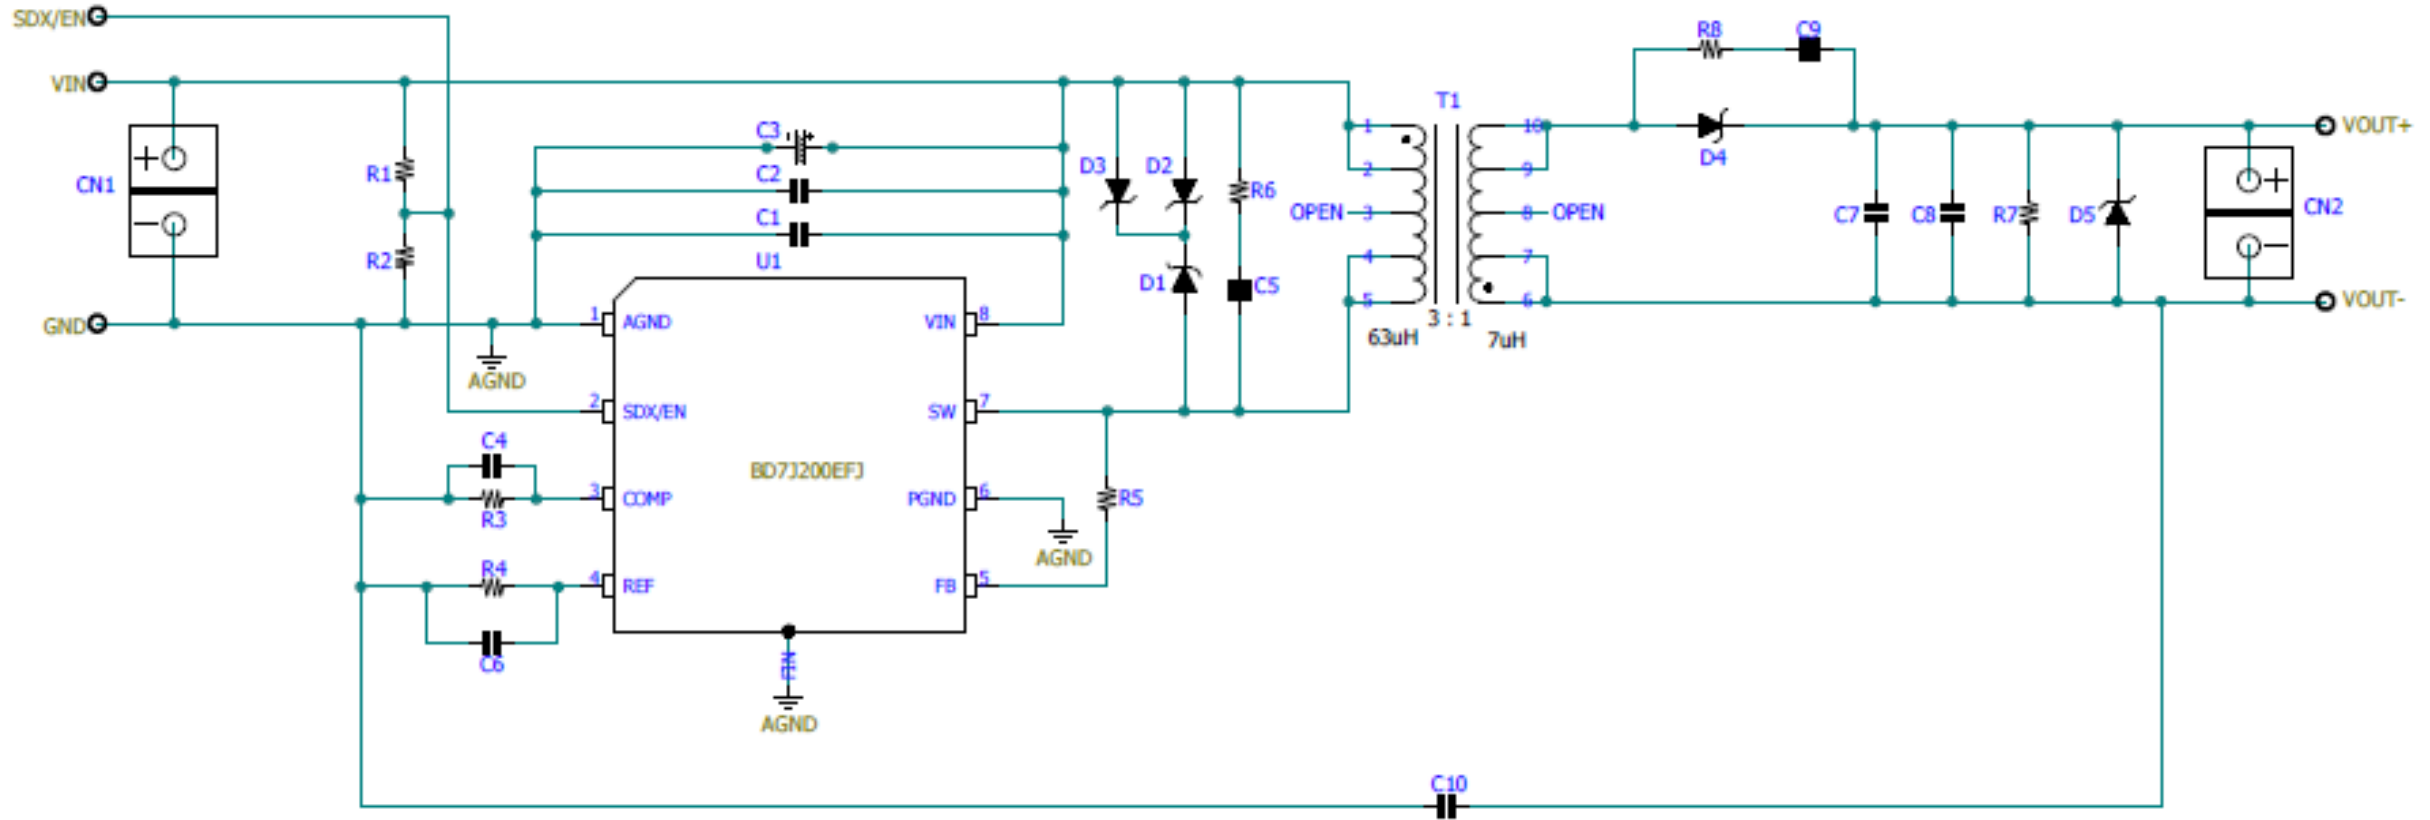 SDX/EN
R8 C9
VIN
T1
C3
1 10 VOUT+
D4
CN1
R1
C2
D3 D2
2 9
R6
OPEN 3 8 OPEN
C7 C8 R7 D5 CN2
C1
R2
U1
4 7
D1 C5
5 6 VOUT-
GND
1 AGND VIN 8
3 : 1
63uH 7uH
AGND
2 SDX/EN SW 7
C4
BD7J200EFJ
3 COMP PGND 6 R5
R3
AGND
R4
4 REF FB 5
C6
FIN
AGND
C10